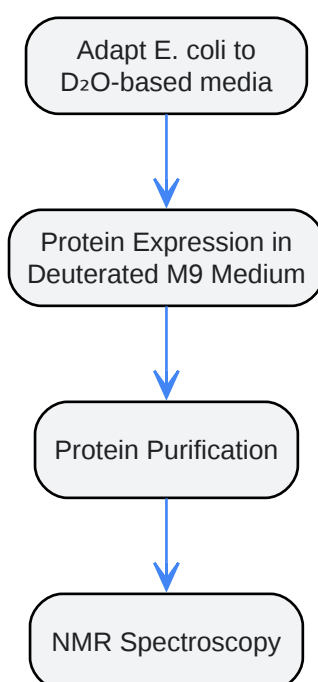 Adapt E. coli to
D₂O-based media
Protein Expression in
Deuterated M9 Medium
Protein Purification
NMR Spectroscopy